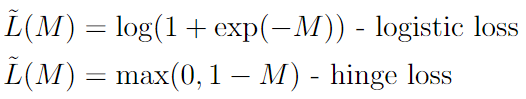 L̃(M) = log(1 + exp(−M)) - logistic loss
L̃(M) = max(0, 1 − M) - hinge loss